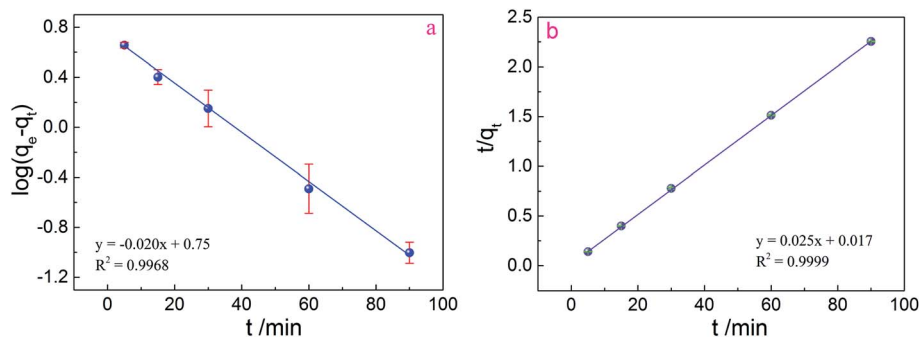 a
0.8
0.4
0.0
-0.4
-0.8
-1.2
log(qe-qt)
y = -0.020x + 0.75
R² = 0.9968
0 20 40 60 80 100
t /min
b
2.5
2.0
1.5
1.0
0.5
0.0
t/qt
y = 0.025x + 0.017
R² = 0.9999
0 20 40 60 80 100
t /min